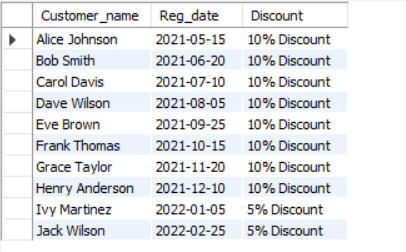 Customer_name Reg_date Discount
Alice Johnson 2021-05-15 10% Discount
Bob Smith 2021-06-20 10% Discount
Carol Davis 2021-07-10 10% Discount
Dave Wilson 2021-08-05 10% Discount
Eve Brown 2021-09-25 10% Discount
Frank Thomas 2021-10-15 10% Discount
Grace Taylor 2021-11-20 10% Discount
Henry Anderson 2021-12-10 10% Discount
Ivy Martinez 2022-01-05 5% Discount
Jack Wilson 2022-02-25 5% Discount